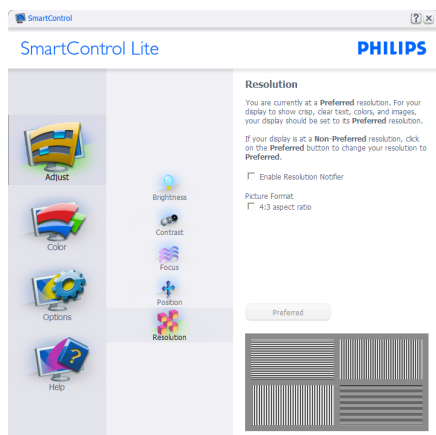 SmartControl
SmartControl Lite
PHILIPS
Adjust
Color
Options
Help
Brightness
Contrast
Focus
Position
Resolution
Resolution
You are currently at a Preferred resolution. For your
display to show crisp, clear text, colors, and images,
your display should be set to its Preferred resolution.
If your display is at a Non-Preferred resolution, click
on the Preferred button to change your resolution to
Preferred.
Enable Resolution Notifier
Picture Format
4:3 aspect ratio
Preferred